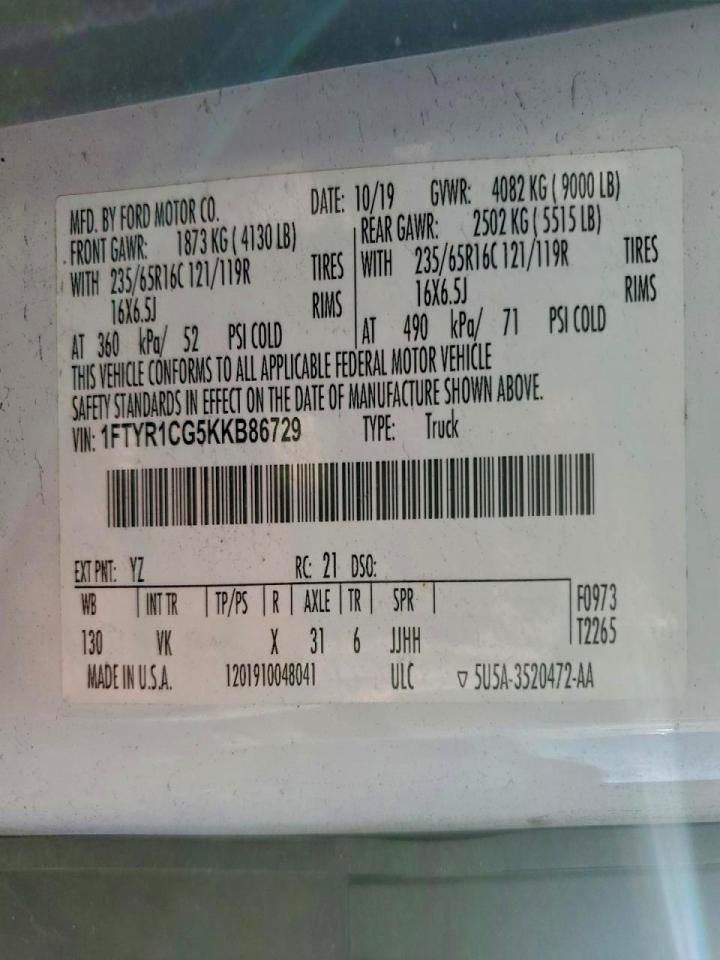 MFD. BY FORD MOTOR CO. DATE: 10/19 GVWR: 4082 KG ( 9000 LB)
FRONT GAWR: 1873 KG ( 4130 LB) REAR GAWR: 2502 KG ( 5515 LB)
WITH 235/65R16C 121/119R TIRES WITH 235/65R16C 121/119R TIRES
16X6.5J RIMS 16X6.5J RIMS
AT 360 kPa/ 52 PSI COLD AT 490 kPa/ 71 PSI COLD
THIS VEHICLE CONFORMS TO ALL APPLICABLE FEDERAL MOTOR VEHICLE
SAFETY STANDARDS IN EFFECT ON THE DATE OF MANUFACTURE SHOWN ABOVE.
VIN: 1FTYR1CG5KKB86729 TYPE: Truck
EXT PNT: YZ RC: 21 DSO:
WB INT TR TP/PS R AXLE TR SPR F0973
130 VK X 31 6 JJHH T2265
MADE IN U.S.A. 1201910048041 ULC ▽ 5U5A-3520472-AA